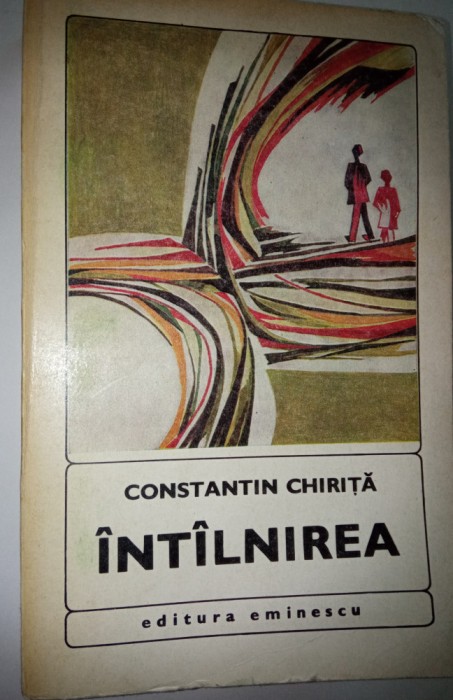 CONSTANTIN CHIRIȚĂ
ÎNTÎLNIREA
editura eminescu